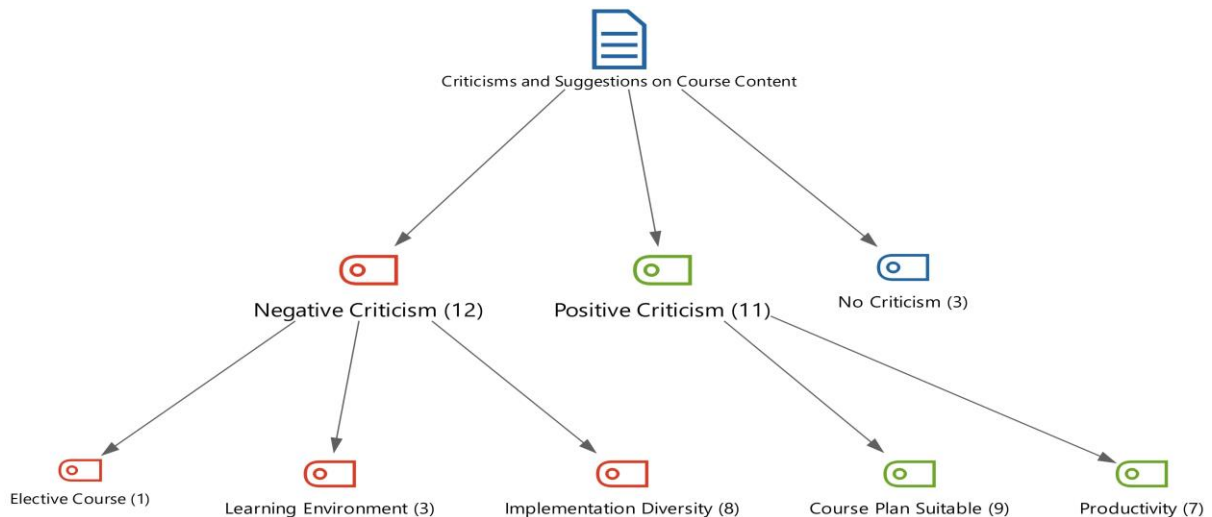 Criticisms and Suggestions on Course Content
Negative Criticism (12)
Positive Criticism (11)
No Criticism (3)
Elective Course (1)
Learning Environment (3)
Implementation Diversity (8)
Course Plan Suitable (9)
Productivity (7)